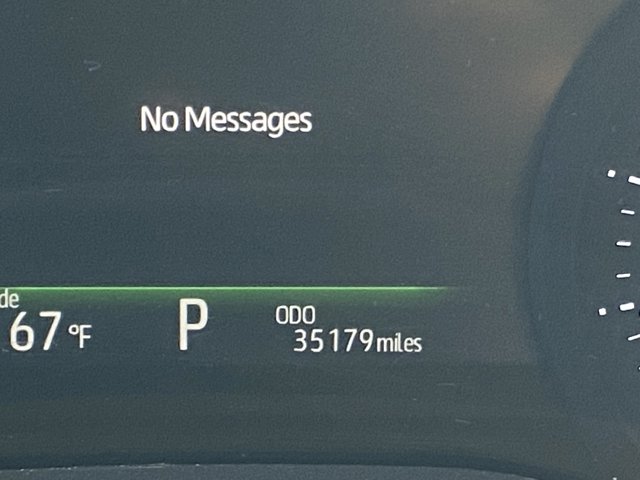 No Messages
de
67°F
P
ODO
35179 miles